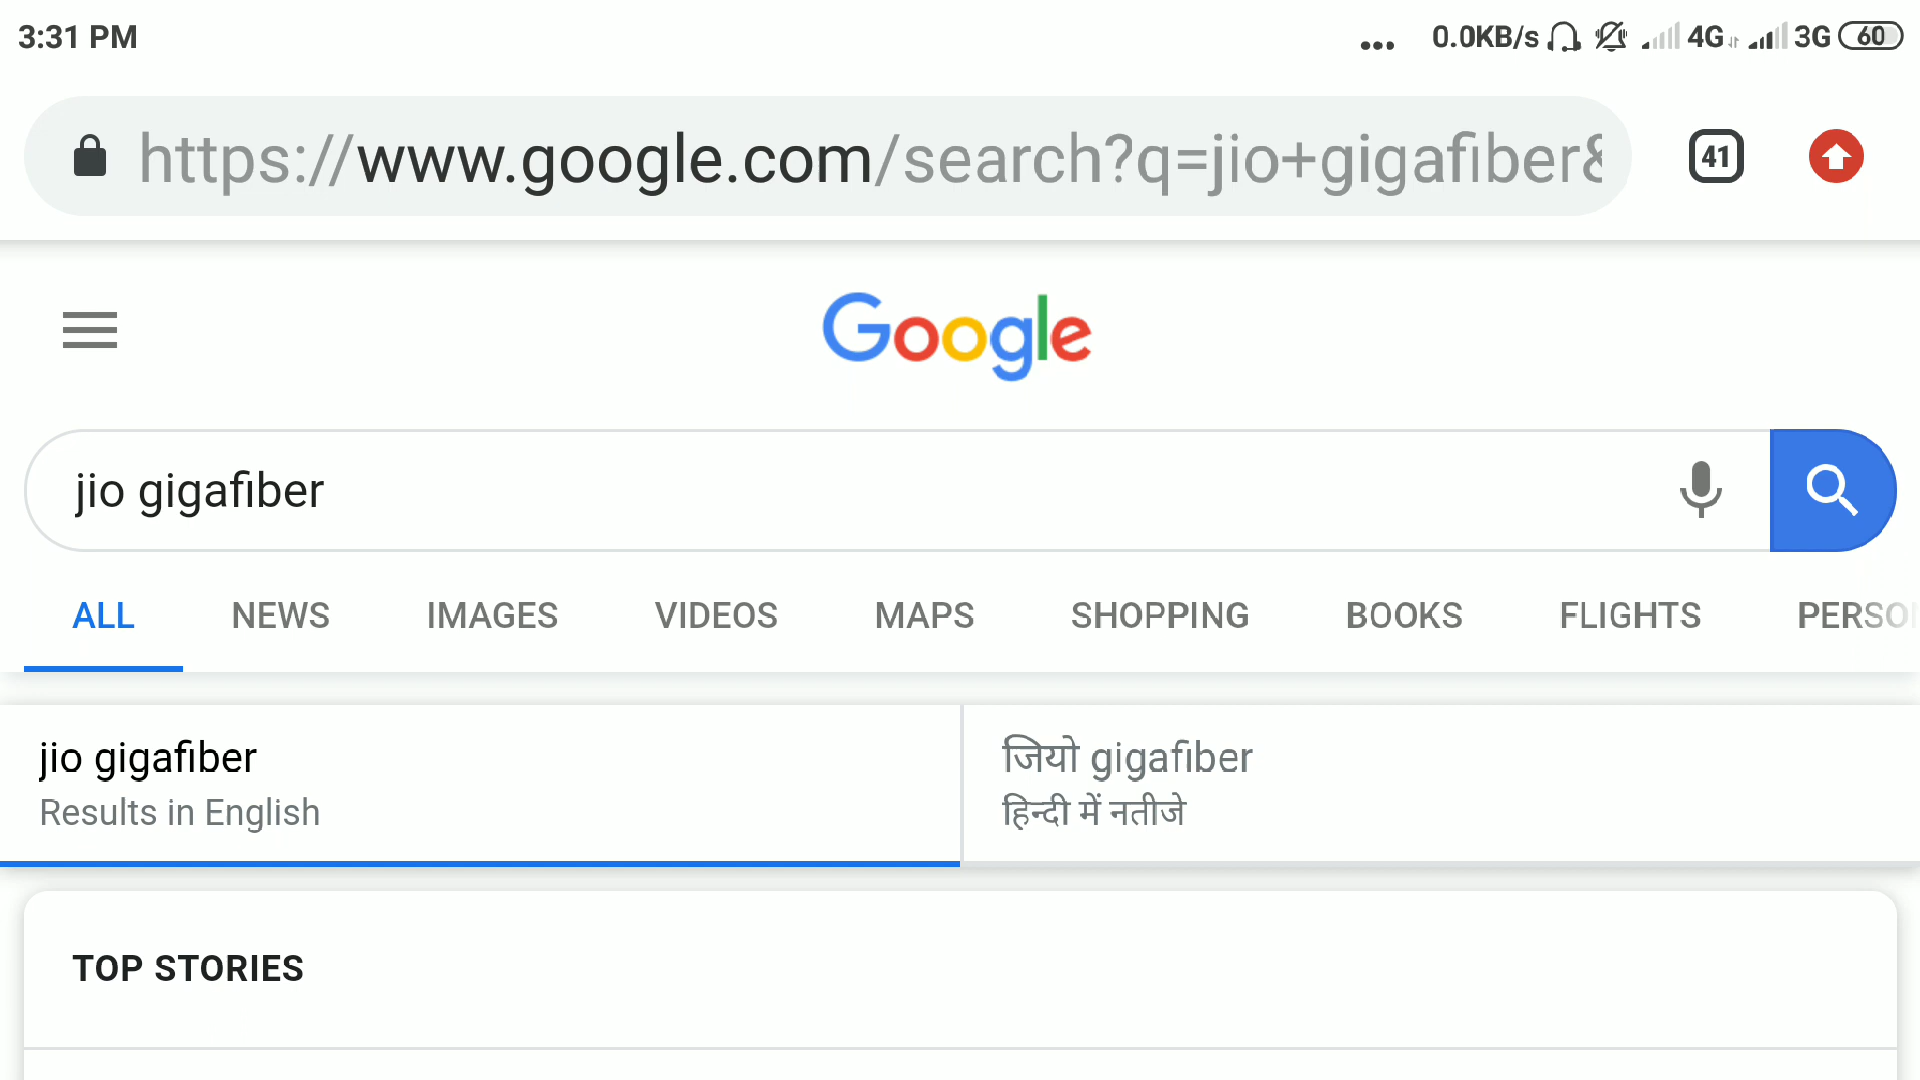 3:31 PM ... 0.0KB/s 4G 3G 60
https://www.google.com/search?q=jio+gigafiber& 41
Google
jio gigafiber
ALL NEWS IMAGES VIDEOS MAPS SHOPPING BOOKS FLIGHTS PERSO
jio gigafiber
Results in English
जियो gigafiber
हिन्दी में नतीजे
TOP STORIES